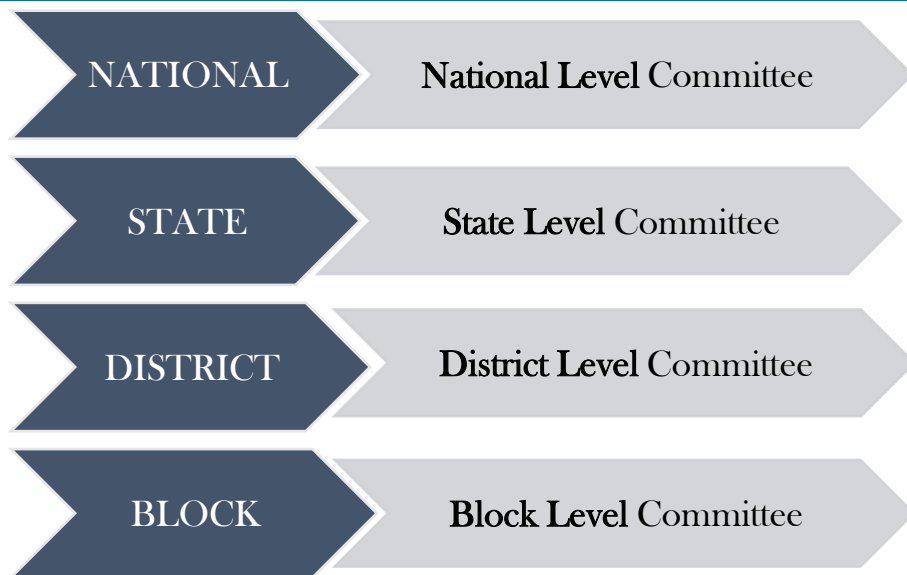 NATIONAL National Level Committee
STATE State Level Committee
DISTRICT District Level Committee
BLOCK Block Level Committee